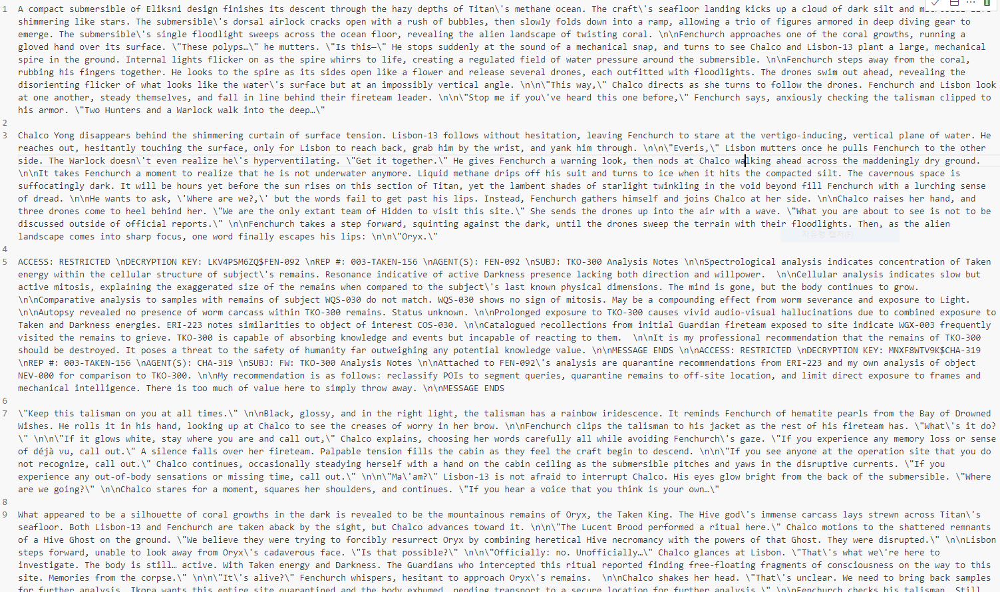 1 A compact submersible of Eliksni design finishes its descent through the hazy depths of Titan\'s methane ocean. The craft\'s seafloor landing kicks up a cloud of dark silt and
shimmering like stars. The submersible\'s dorsal airlock cracks open with a rush of bubbles, then slowly folds down into a ramp, allowing a trio of figures armored in deep diving gear to
emerge. The submersible\'s single floodlight sweeps across the ocean floor, revealing the alien landscape of twisting coral. \n\nFenchurch approaches one of the coral growths, running a
gloved hand over its surface. \"These polyps…\" he mutters. \"Is this—\" He stops suddenly at the sound of a mechanical snap, and turns to see Chalco and Lisbon-13 plant a large, mechanical
spire in the ground. Internal lights flicker on as the spire whirrs to life, creating a regulated field of water pressure around the submersible. \n\nFenchurch steps away from the coral,
rubbing his fingers together. He looks to the spire as its sides open like a flower and release several drones, each outfitted with floodlights. The drones swim out ahead, revealing the
disorienting flicker of what looks like the water\'s surface but at an impossibly vertical angle. \n\n\"This way,\" Chalco directs as she turns to follow the drones. Fenchurch and Lisbon look
at one another, steady themselves, and fall in line behind their fireteam leader. \n\n\"Stop me if you\'ve heard this one before,\" Fenchurch says, anxiously checking the talisman clipped to
his armor. \"Two Hunters and a Warlock walk into the deep…\"
2
3 Chalco Yong disappears behind the shimmering curtain of surface tension. Lisbon-13 follows without hesitation, leaving Fenchurch to stare at the vertigo-inducing, vertical plane of water. He
reaches out, hesitantly touching the surface, only for Lisbon to reach back, grab him by the wrist, and yank him through. \n\n\"Everis,\" Lisbon mutters once he pulls Fenchurch to the other
side. The Warlock doesn\'t even realize he\'s hyperventilating. \"Get it together.\" He gives Fenchurch a warning look, then nods at Chalco walking ahead across the maddeningly dry ground.
\n\nIt takes Fenchurch a moment to realize that he is not underwater anymore. Liquid methane drips off his suit and turns to ice when it hits the compacted silt. The cavernous space is
suffocatingly dark. It will be hours yet before the sun rises on this section of Titan, yet the lambent shades of starlight twinkling in the void beyond fill Fenchurch with a lurching sense
of dread. \n\nHe wants to ask, \'Where are we?,\' but the words fail to get past his lips. Instead, Fenchurch gathers himself and joins Chalco at her side. \n\nChalco raises her hand, and
three drones come to heel behind her. \"We are the only extant team of Hidden to visit this site.\" She sends the drones up into the air with a wave. \"What you are about to see is not to be
discussed outside of official reports.\" \n\nFenchurch takes a step forward, squinting against the dark, until the drones sweep the terrain with their floodlights. Then, as the alien
landscape comes into sharp focus, one word finally escapes his lips: \n\n\"Oryx.\"
자유형 캡처(F)
4
5 ACCESS: RESTRICTED \nDECRYPTION KEY: LKV4PSM6ZQ$FEN-092 \nREP #: 003-TAKEN-156 \nAGENT(S): FEN-092 \nSUBJ: TKO-300 Analysis Notes \n\nSpectrological analysis indicates concentration of Taken
energy within the cellular structure of subject\'s remains. Resonance indicative of active Darkness presence lacking both direction and willpower.  \n\nCellular analysis indicates slow but
active mitosis, explaining the exaggerated size of the remains when compared to the subject\'s last known physical dimensions. The mind is gone, but the body continues to grow.
\n\nComparative analysis to samples with remains of subject WQS-030 do not match. WQS-030 shows no sign of mitosis. May be a compounding effect from worm severance and exposure to Light.
\n\nAutopsy revealed no presence of worm carcass within TKO-300 remains. Status unknown. \n\nProlonged exposure to TKO-300 causes vivid audio-visual hallucinations due to combined exposure to
Taken and Darkness energies. ERI-223 notes similarities to object of interest COS-030. \n\nCatalogued recollections from initial Guardian fireteam exposed to site indicate WGX-003 frequently
visited the remains to grieve. TKO-300 is capable of absorbing knowledge and events but incapable of reacting to them.  \n\nIt is my professional recommendation that the remains of TKO-300
should be destroyed. It poses a threat to the safety of humanity far outweighing any potential knowledge value. \n\nMESSAGE ENDS \n\nACCESS: RESTRICTED \nDECRYPTION KEY: MNXF8WTV9K$CHA-319
\nREP #: 003-TAKEN-156 \nAGENT(S): CHA-319 \nSUBJ: FW: TKO-300 Analysis Notes \n\nAttached to FEN-092\'s analysis are quarantine recommendations from ERI-223 and my own analysis of object
NEV-000 for comparison to TKO-300. \n\nMy recommendation is as follows: reclassify POIs to segment queries, quarantine remains to off-site location, and limit direct exposure to frames and
mechanical intelligence. There is too much of value here to simply throw away. \n\nMESSAGE ENDS
6
7 \"Keep this talisman on you at all times.\" \n\nBlack, glossy, and in the right light, the talisman has a rainbow iridescence. It reminds Fenchurch of hematite pearls from the Bay of Drowned
Wishes. He rolls it in his hand, looking up at Chalco to see the creases of worry in her brow. \n\nFenchurch clips the talisman to his jacket as the rest of his fireteam has. \"What\'s it do?
\" \n\n\"If it glows white, stay where you are and call out,\" Chalco explains, choosing her words carefully all while avoiding Fenchurch\'s gaze. \"If you experience any memory loss or sense
of déjà vu, call out.\" A silence falls over her fireteam. Palpable tension fills the cabin as they feel the craft begin to descend. \n\n\"If you see anyone at the operation site that you do
not recognize, call out.\" Chalco continues, occasionally steadying herself with a hand on the cabin ceiling as the submersible pitches and yaws in the disruptive currents. \"If you
experience any out-of-body sensations or missing time, call out.\" \n\n\"Ma\'am?\" Lisbon-13 is not afraid to interrupt Chalco. His eyes glow bright from the back of the submersible. \"Where
are we going?\" \n\nChalco stares for a moment, squares her shoulders, and continues. \"If you hear a voice that you think is your own…\"
8
9 What appeared to be a silhouette of coral growths in the dark is revealed to be the mountainous remains of Oryx, the Taken King. The Hive god\'s immense carcass lays strewn across Titan\'s
seafloor. Both Lisbon-13 and Fenchurch are taken aback by the sight, but Chalco advances toward it. \n\n\"The Lucent Brood performed a ritual here.\" Chalco motions to the shattered remnants
of a Hive Ghost on the ground. \"We believe they were trying to forcibly resurrect Oryx by combining heretical Hive necromancy with the powers of that Ghost. They were disrupted.\" \n\nLisbon
steps forward, unable to look away from Oryx\'s cadaverous face. \"Is that possible?\" \n\n\"Officially: no. Unofficially…\" Chalco glances at Lisbon. \"That\'s what we\'re here to
investigate. The body is still… active. With Taken energy and Darkness. The Guardians who intercepted this ritual reported finding free-floating fragments of consciousness on the way to this
site. Memories from the corpse.\" \n\n\"It\'s alive?\" Fenchurch whispers, hesitant to approach Oryx\'s remains.  \n\nChalco shakes her head. \"That\'s unclear. We need to bring back samples
for further analysis. Ikora wants this entire site quarantined and the body exhumed, pending transport to a secure location for further analysis.\" \n\nFenchurch checks his talisman. Still